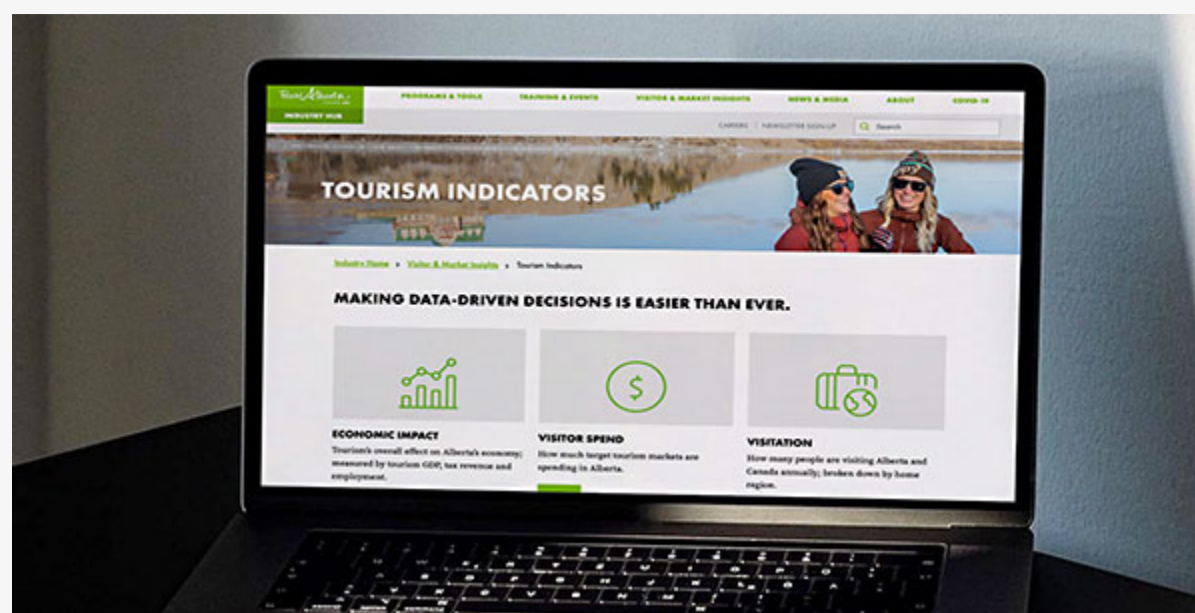 Travel Alberta
INDUSTRY HUB
PROGRAMS & TOOLS
TRAINING & EVENTS
VISITOR & MARKET INSIGHTS
NEWS & MEDIA
ABOUT
COVID-19
CAREERS | NEWSLETTER SIGN-UP
Search
TOURISM INDICATORS
Industry Home > Visitor & Market Insights > Tourism Indicators
MAKING DATA-DRIVEN DECISIONS IS EASIER THAN EVER.
$
ECONOMIC IMPACT
Tourism's overall effect on Alberta's economy;
measured by tourism GDP, tax revenue and
employment.
VISITOR SPEND
How much target tourism markets are
spending in Alberta.
VISITATION
How many people are visiting Alberta and
Canada annually; broken down by home
region.